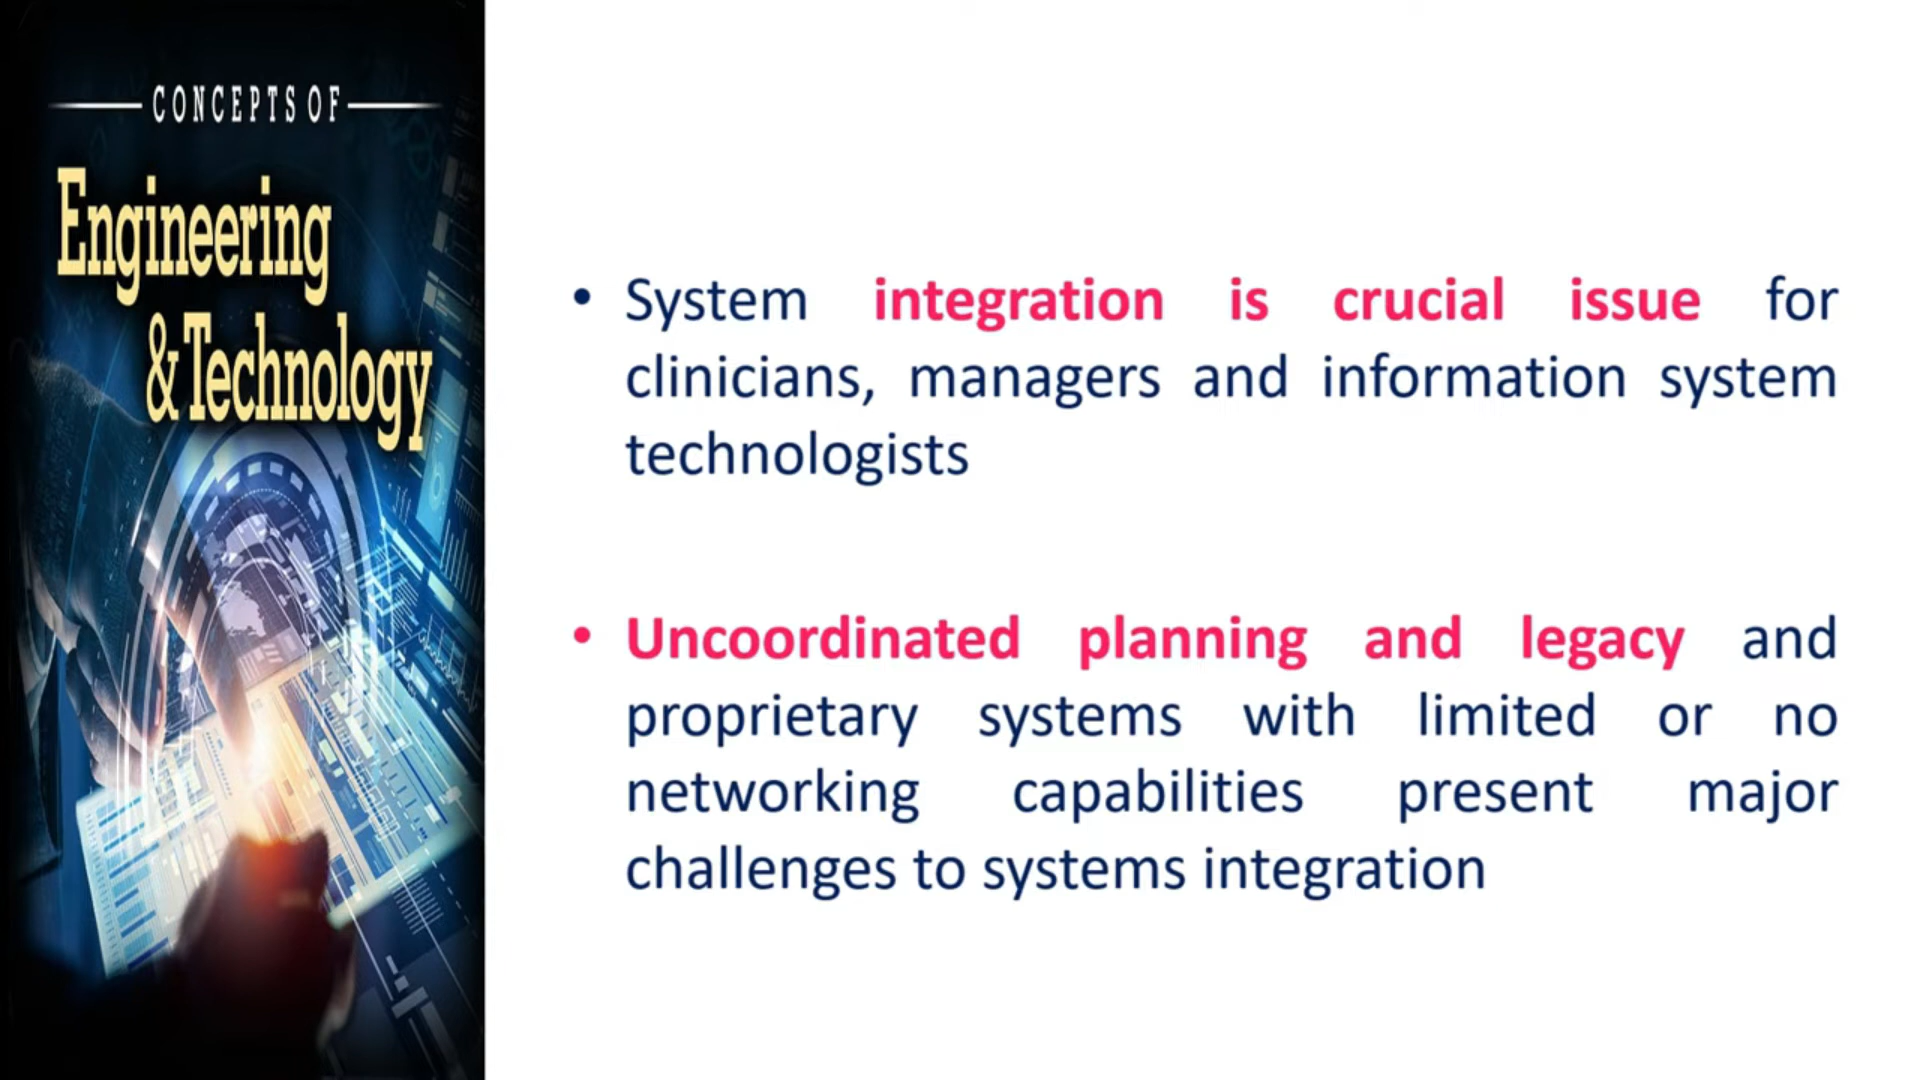 CONCEPTS OF
Engineering
& Technology
• System integration is crucial issue for
clinicians, managers and information system
technologists
• Uncoordinated planning and legacy and
proprietary systems with limited or no
networking capabilities present major
challenges to systems integration